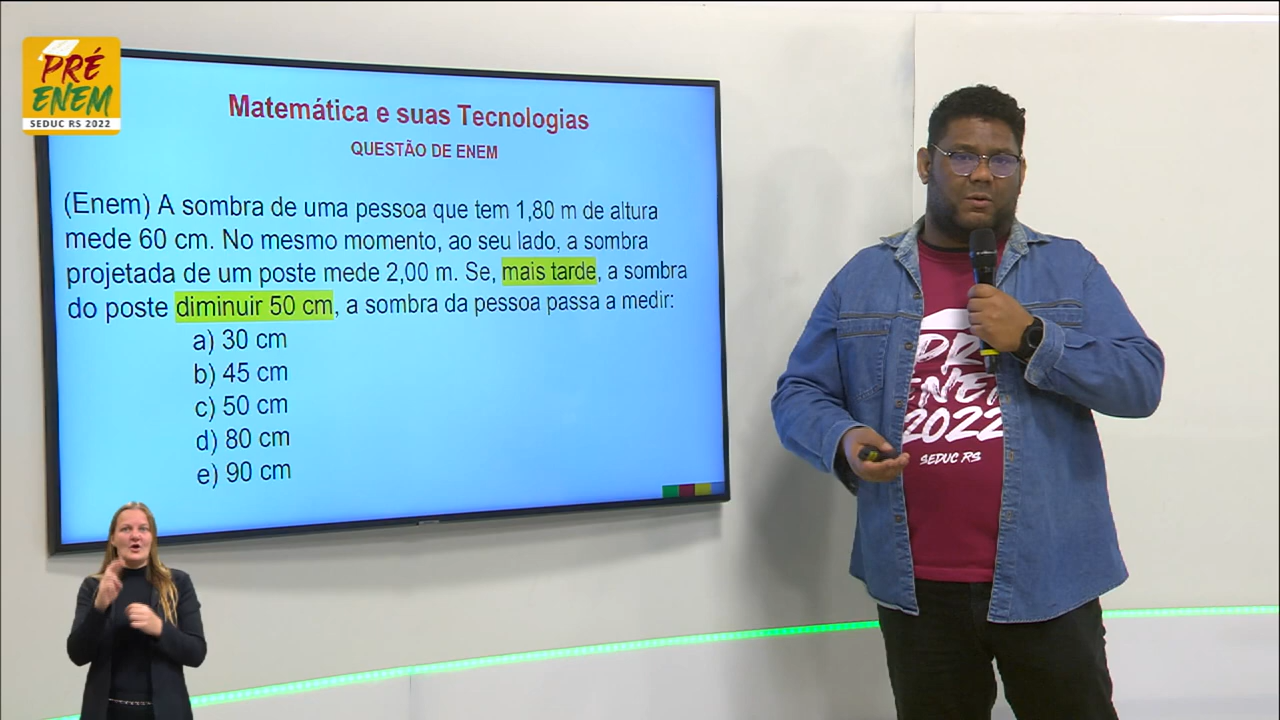 PRÉ
ENEM
SEDUC RS 2022
Matemática e suas Tecnologias
QUESTÃO DE ENEM
(Enem) A sombra de uma pessoa que tem 1,80 m de altura
mede 60 cm. No mesmo momento, ao seu lado, a sombra
projetada de um poste mede 2,00 m. Se, mais tarde, a sombra
do poste diminuir 50 cm, a sombra da pessoa passa a medir:
a) 30 cm
b) 45 cm
c) 50 cm
d) 80 cm
e) 90 cm
PRÉ
ENEM
2022
SEDUC RS